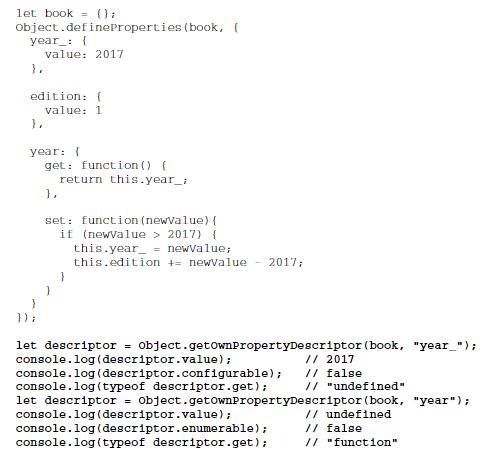 let book = {};
Object.defineProperties(book, {
  year_: {
    value: 2017
  },

  edition: {
    value: 1
  },

  year: {
    get: function() {
      return this.year_;
    },

    set: function(newValue){
      if (newValue > 2017) {
        this.year_ = newValue;
        this.edition += newValue - 2017;
      }
    }
  }
});

let descriptor = Object.getOwnPropertyDescriptor(book, "year_");
console.log(descriptor.value);          // 2017
console.log(descriptor.configurable);   // false
console.log(typeof descriptor.get);     // "undefined"
let descriptor = Object.getOwnPropertyDescriptor(book, "year");
console.log(descriptor.value);          // undefined
console.log(descriptor.enumerable);     // false
console.log(typeof descriptor.get);     // "function"